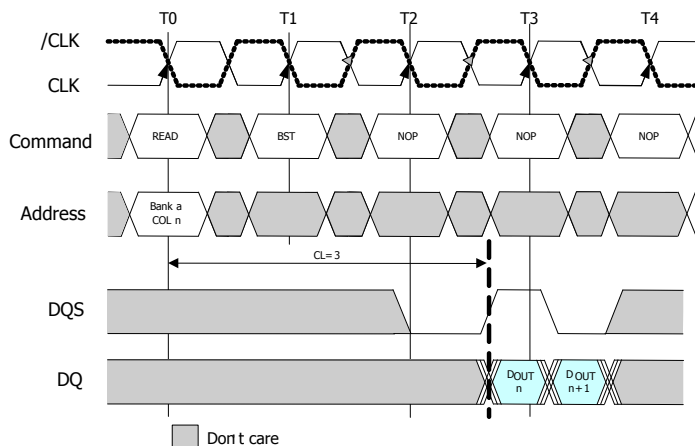 T0 T1 T2 T3 T4
/CLK
CLK
Command READ BST NOP NOP NOP
Address Bank a
COL n
CL= 3
DQS
DQ DOUT
n DOUT
n+1
Don't care